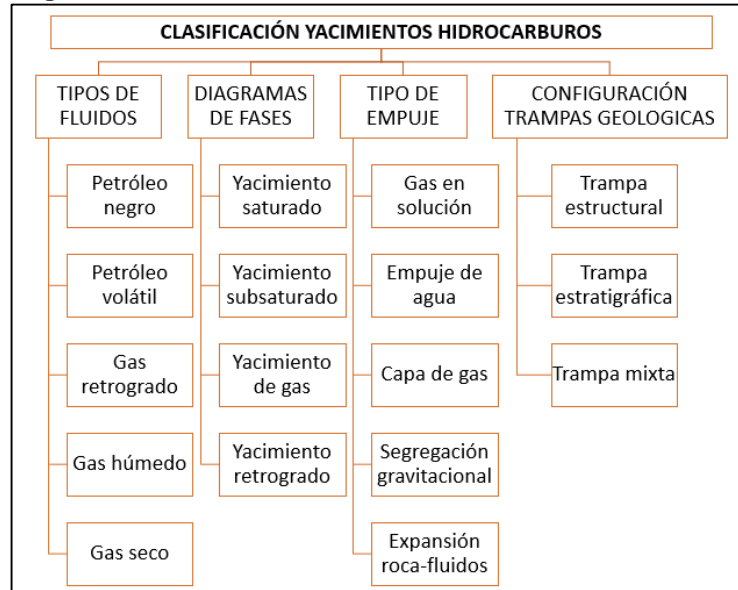 CLASIFICACIÓN YACIMIENTOS HIDROCARBUROS
TIPOS DE
FLUIDOS
Petróleo
negro
Petróleo
volátil
Gas
retrogrado
Gas húmedo
Gas seco
DIAGRAMAS
DE FASES
Yacimiento
saturado
Yacimiento
subsaturado
Yacimiento
de gas
Yacimiento
retrogrado
TIPO DE
EMPUJE
Gas en
solución
Empuje de
agua
Capa de gas
Segregación
gravitacional
Expansión
roca-fluidos
CONFIGURACIÓN
TRAMPAS GEOLOGICAS
Trampa
estructural
Trampa
estratigráfica
Trampa mixta